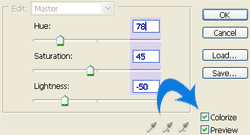 Edit: Master
Hue: 78
OK
Cancel
Saturation: 45
Load...
Save...
Lightness: -50
Colorize
Preview